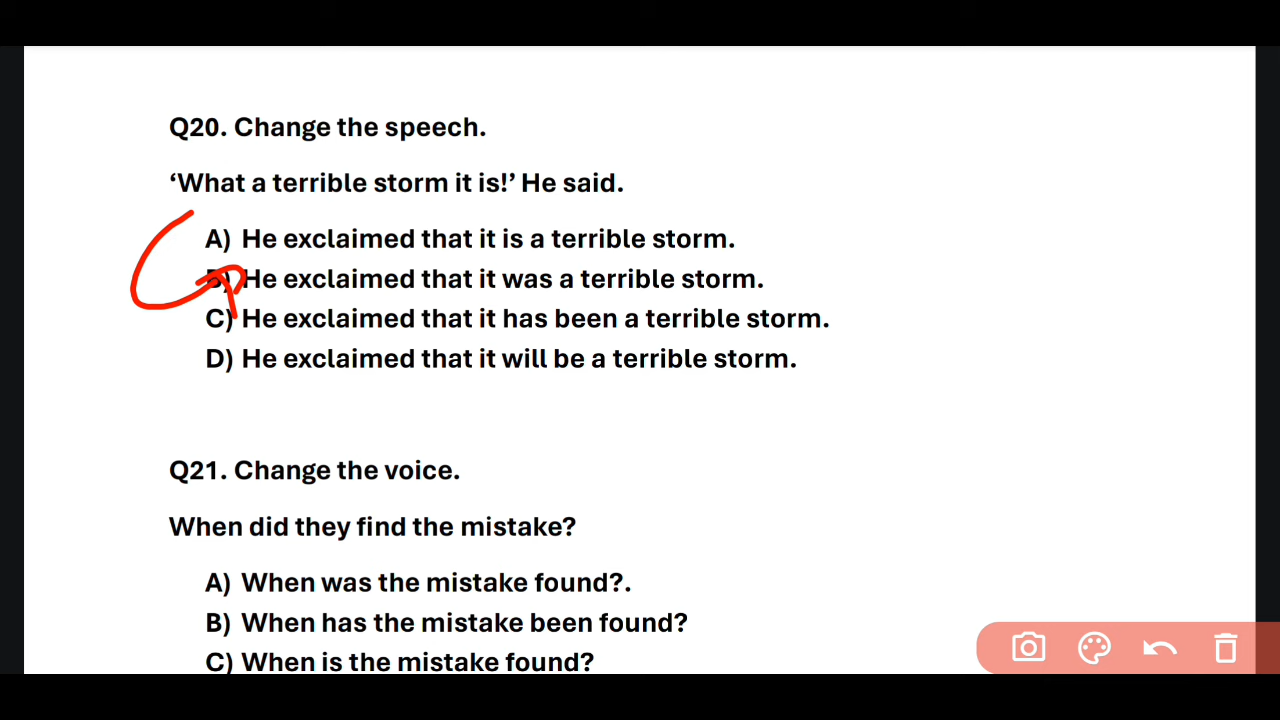 Q20. Change the speech.
‘What a terrible storm it is!’ He said.
A) He exclaimed that it is a terrible storm.
B) He exclaimed that it was a terrible storm.
C) He exclaimed that it has been a terrible storm.
D) He exclaimed that it will be a terrible storm.
Q21. Change the voice.
When did they find the mistake?
A) When was the mistake found?.
B) When has the mistake been found?
C) When is the mistake found?